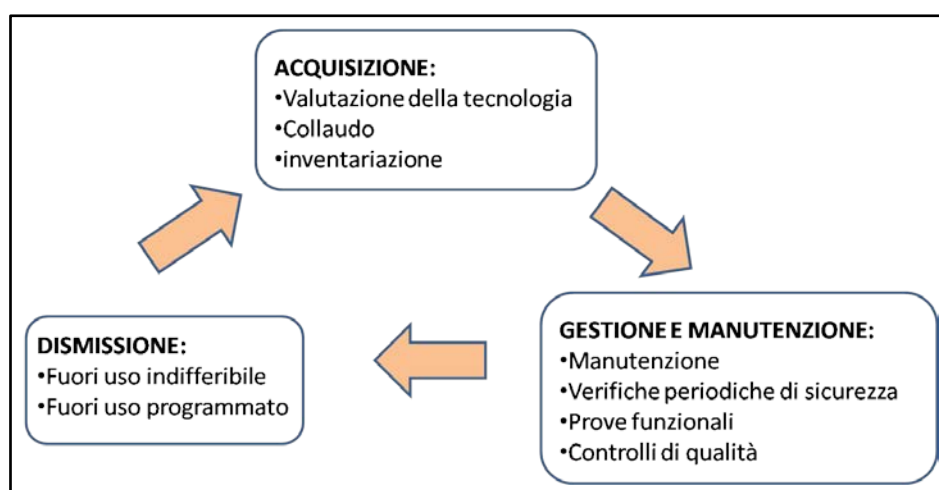 ACQUISIZIONE:
•Valutazione della tecnologia
•Collaudo
•inventariazione
DISMISSIONE:
•Fuori uso indifferibile
•Fuori uso programmato
GESTIONE E MANUTENZIONE:
•Manutenzione
•Verifiche periodiche di sicurezza
•Prove funzionali
•Controlli di qualità